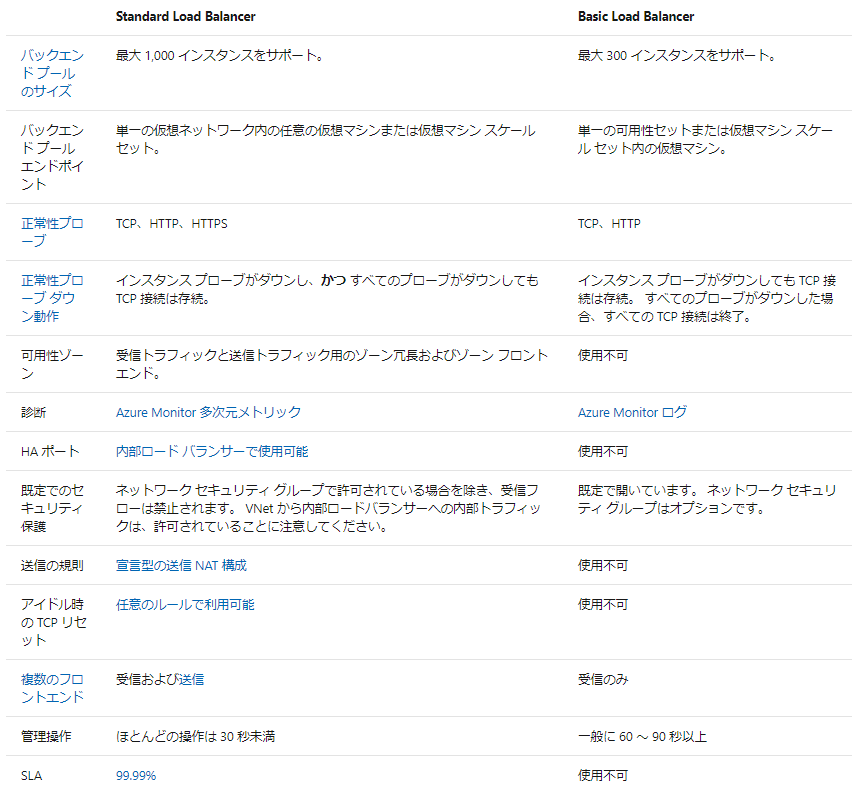 Standard Load Balancer
Basic Load Balancer
バックエン
ド プール
のサイズ
最大 1,000 インスタンスをサポート。
最大 300 インスタンスをサポート。
バックエン
ド プール
エンドポイ
ント
単一の仮想ネットワーク内の任意の仮想マシンまたは仮想マシン スケール
セット。
単一の可用性セットまたは仮想マシン スケー
ル セット内の仮想マシン。
正常性プロ
ーブ
TCP、HTTP、HTTPS
TCP、HTTP
正常性プロ
ーブ ダウ
ン動作
インスタンス プローブがダウンし、かつ すべてのプローブがダウンしても
TCP 接続は存続。
インスタンス プローブがダウンしても TCP 接
続は存続。 すべてのプローブがダウンした場
合、すべての TCP 接続は終了。
可用性ゾー
ン
受信トラフィックと送信トラフィック用のゾーン冗長およびゾーン フロント
エンド。
使用不可
診断
Azure Monitor 多次元メトリック
Azure Monitor ログ
HA ポート
内部ロード バランサーで使用可能
使用不可
既定でのセ
キュリティ
保護
ネットワーク セキュリティ グループで許可されている場合を除き、受信フ
ローは禁止されます。 VNet から内部ロードバランサーへの内部トラフィッ
クは、許可されていることに注意してください。
既定で開いています。 ネットワーク セキュリ
ティ グループはオプションです。
送信の規則
宣言型の送信 NAT 構成
使用不可
アイドル時
の TCP リセ
ット
任意のルールで利用可能
使用不可
複数のフロ
ントエンド
受信および送信
受信のみ
管理操作
ほとんどの操作は 30 秒未満
一般に 60 ～ 90 秒以上
SLA
99.99%
使用不可